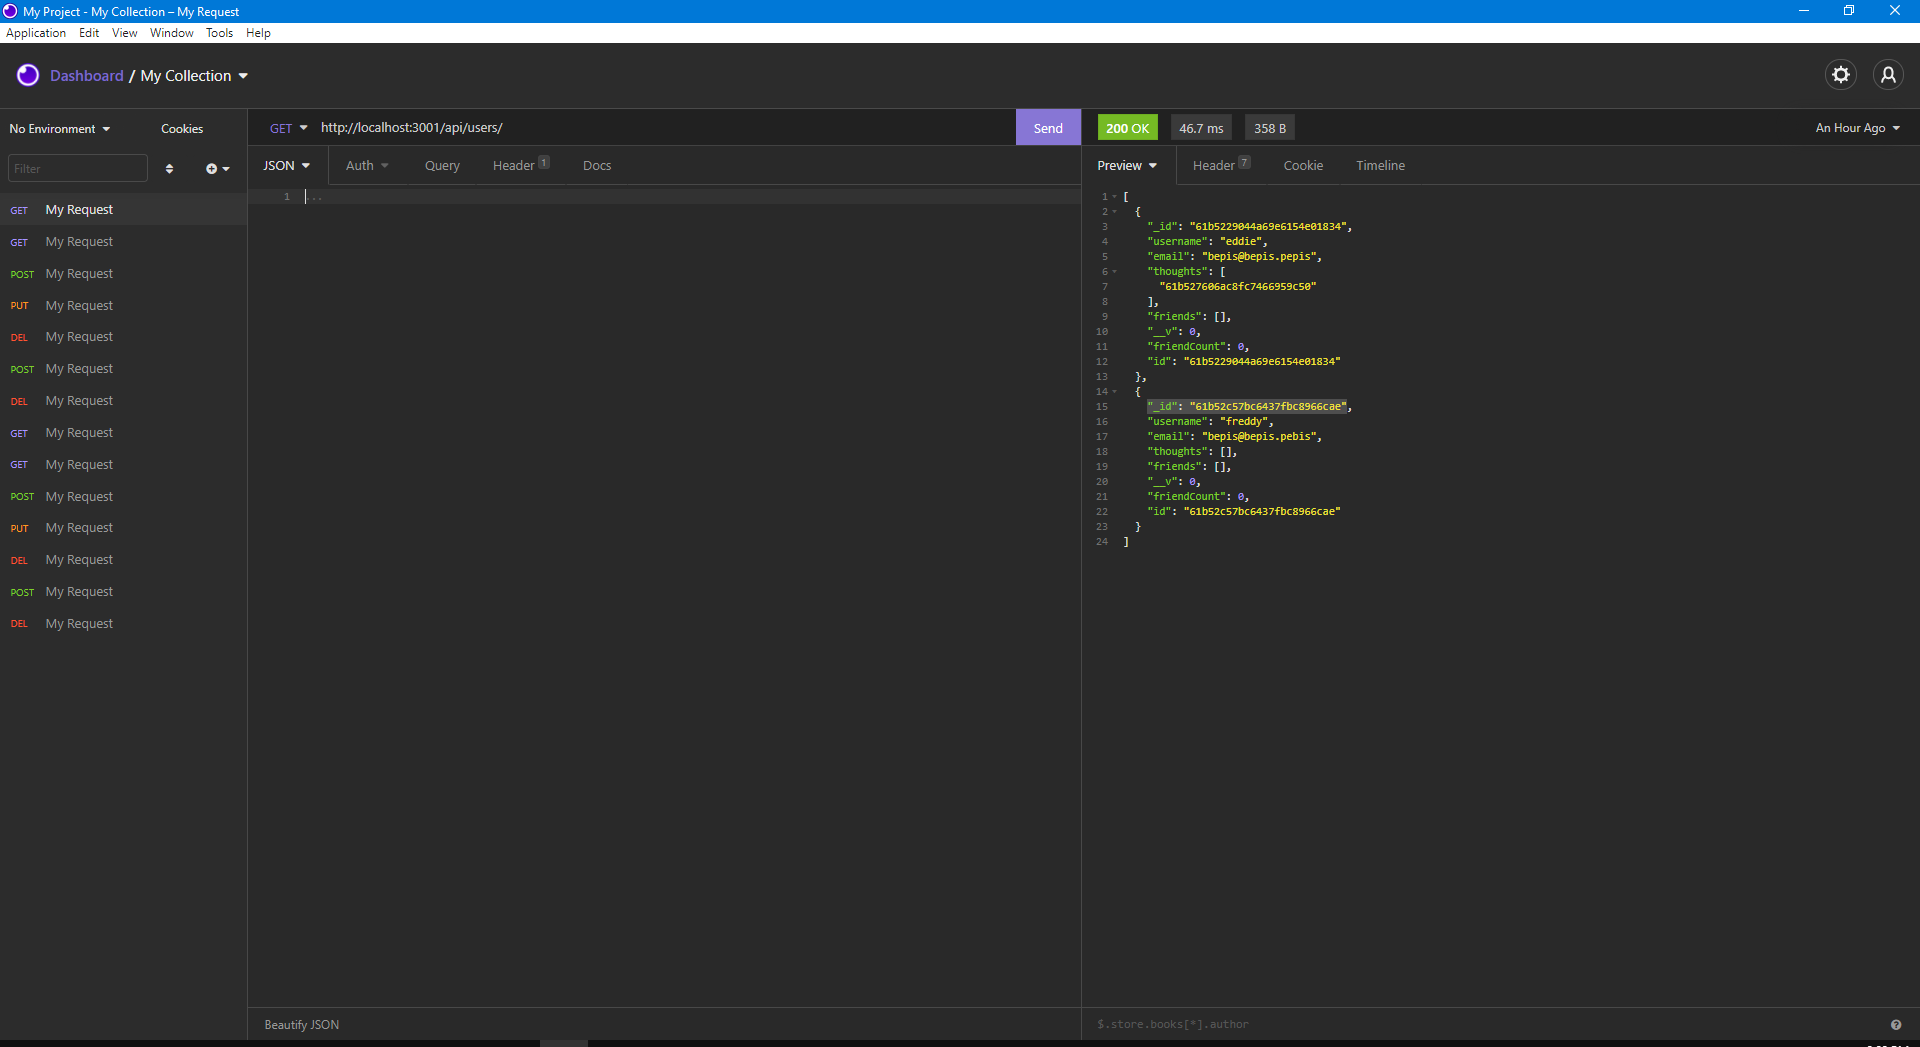 My Project - My Collection – My Request
Application Edit View Window Tools Help
Dashboard / My Collection
No Environment Cookies
Filter
GET My Request
GET My Request
POST My Request
PUT My Request
DEL My Request
POST My Request
DEL My Request
GET My Request
GET My Request
POST My Request
PUT My Request
DEL My Request
POST My Request
DEL My Request
GET http://localhost:3001/api/users/ Send
JSON Auth Query Header 1 Docs
1 ...
Beautify JSON
200 OK 46.7 ms 358 B An Hour Ago
Preview Header 7 Cookie Timeline
1 [
2 {
3 "_id": "61b5229044a69e6154e01834",
4 "username": "eddie",
5 "email": "bepis@bepis.pepis",
6 "thoughts": [
7 "61b527606ac8fc7466959c50"
8 ],
9 "friends": [],
10 "__v": 0,
11 "friendCount": 0,
12 "id": "61b5229044a69e6154e01834"
13 },
14 {
15 "_id": "61b52c57bc6437fbc8966cae",
16 "username": "freddy",
17 "email": "bepis@bepis.pebis",
18 "thoughts": [],
19 "friends": [],
20 "__v": 0,
21 "friendCount": 0,
22 "id": "61b52c57bc6437fbc8966cae"
23 }
24 ]
$.store.books[*].author